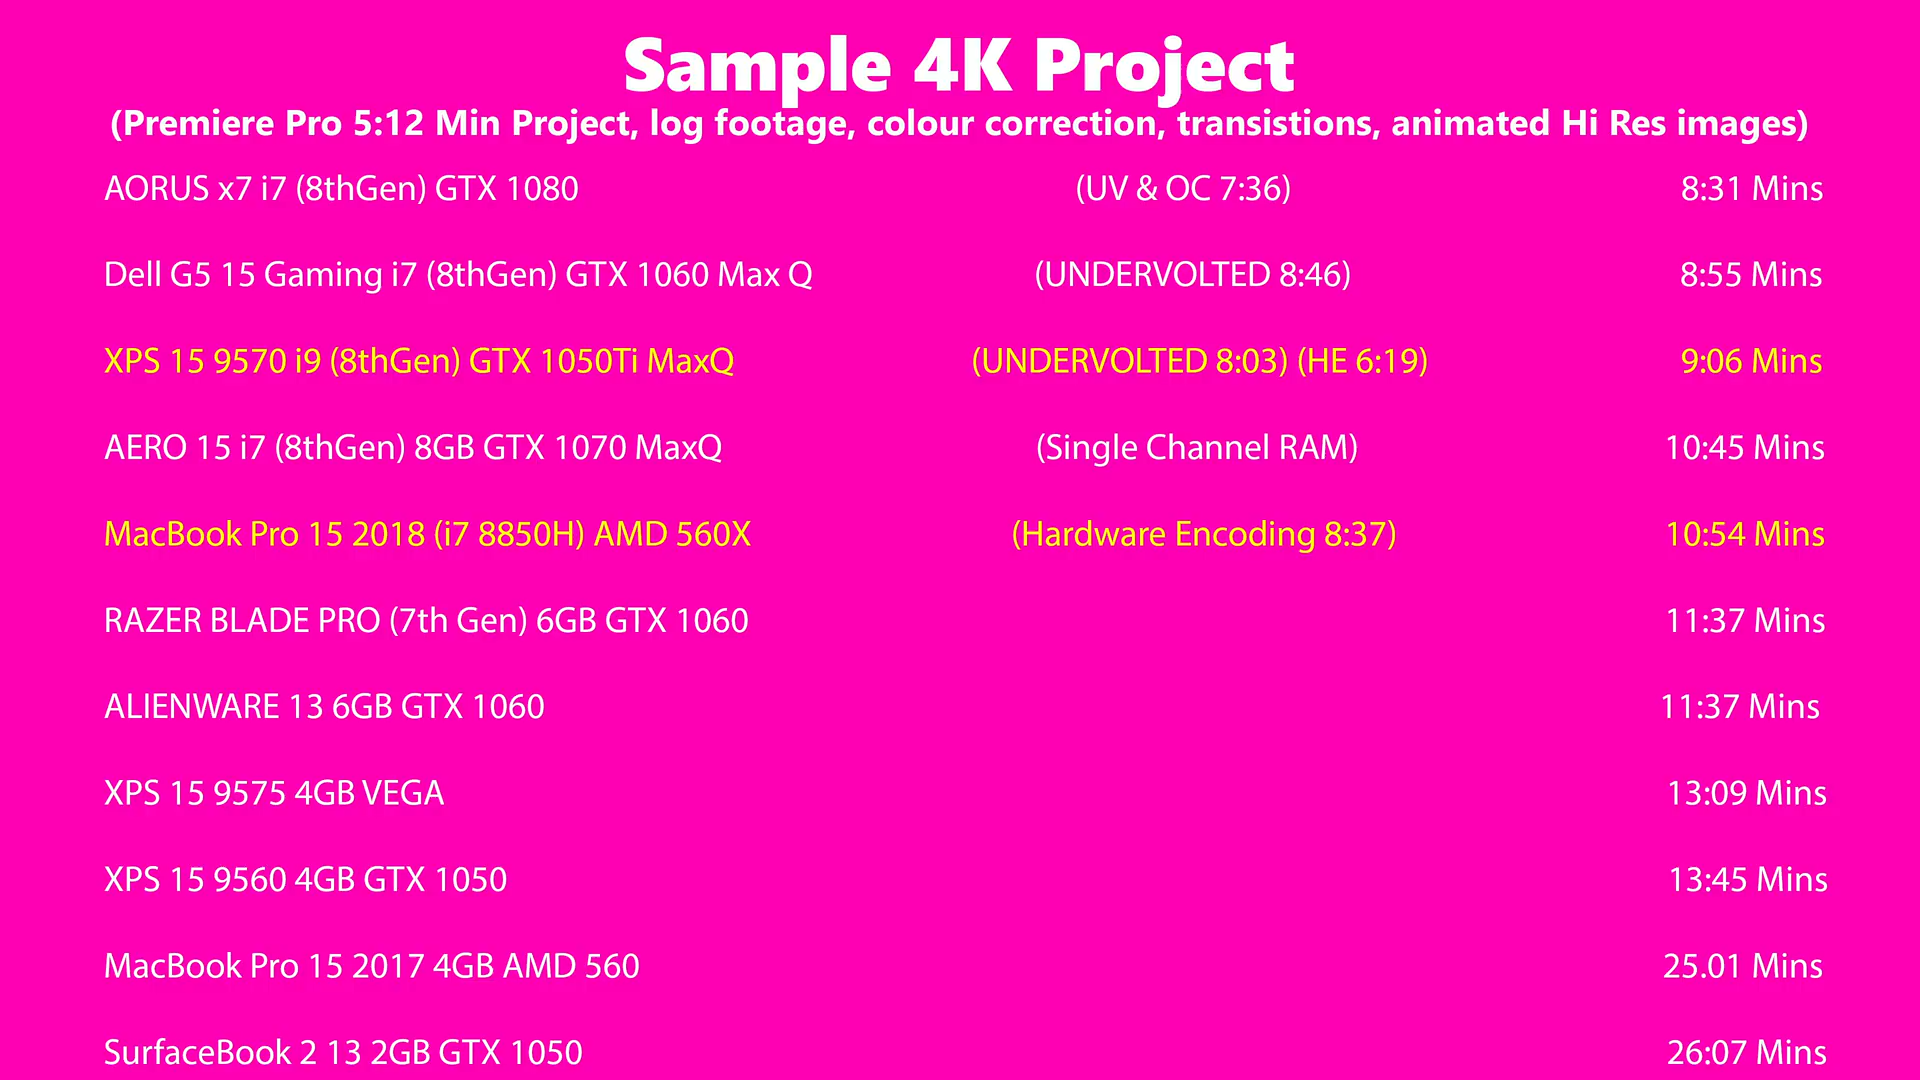 Sample 4K Project
(Premiere Pro 5:12 Min Project, log footage, colour correction, transistions, animated Hi Res images)
AORUS x7 i7 (8thGen) GTX 1080 (UV & OC 7:36) 8:31 Mins
Dell G5 15 Gaming i7 (8thGen) GTX 1060 Max Q (UNDERVOLTED 8:46) 8:55 Mins
XPS 15 9570 i9 (8thGen) GTX 1050Ti MaxQ (UNDERVOLTED 8:03) (HE 6:19) 9:06 Mins
AERO 15 i7 (8thGen) 8GB GTX 1070 MaxQ (Single Channel RAM) 10:45 Mins
MacBook Pro 15 2018 (i7 8850H) AMD 560X (Hardware Encoding 8:37) 10:54 Mins
RAZER BLADE PRO (7th Gen) 6GB GTX 1060 11:37 Mins
ALIENWARE 13 6GB GTX 1060 11:37 Mins
XPS 15 9575 4GB VEGA 13:09 Mins
XPS 15 9560 4GB GTX 1050 13:45 Mins
MacBook Pro 15 2017 4GB AMD 560 25.01 Mins
SurfaceBook 2 13 2GB GTX 1050 26:07 Mins